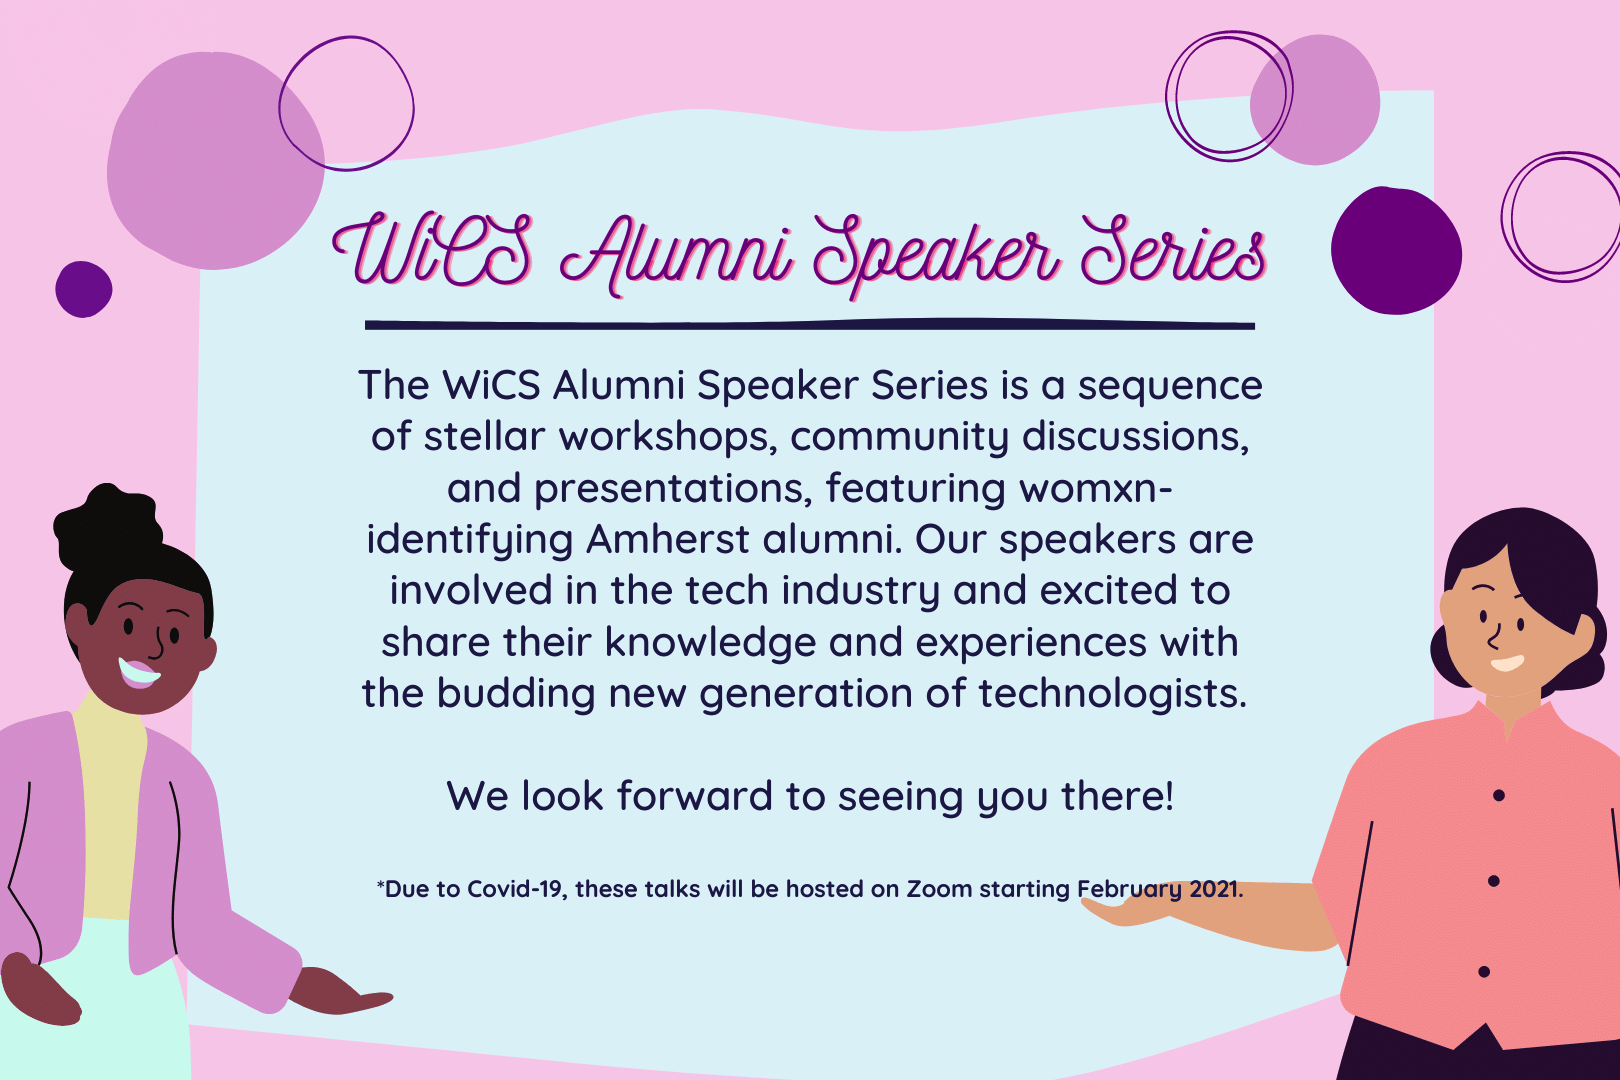 WiCS Alumni Speaker Series
The WiCS Alumni Speaker Series is a sequence
of stellar workshops, community discussions,
and presentations, featuring womxn-
identifying Amherst alumni. Our speakers are
involved in the tech industry and excited to
share their knowledge and experiences with
the budding new generation of technologists.
We look forward to seeing you there!
*Due to Covid-19, these talks will be hosted on Zoom starting February 2021.